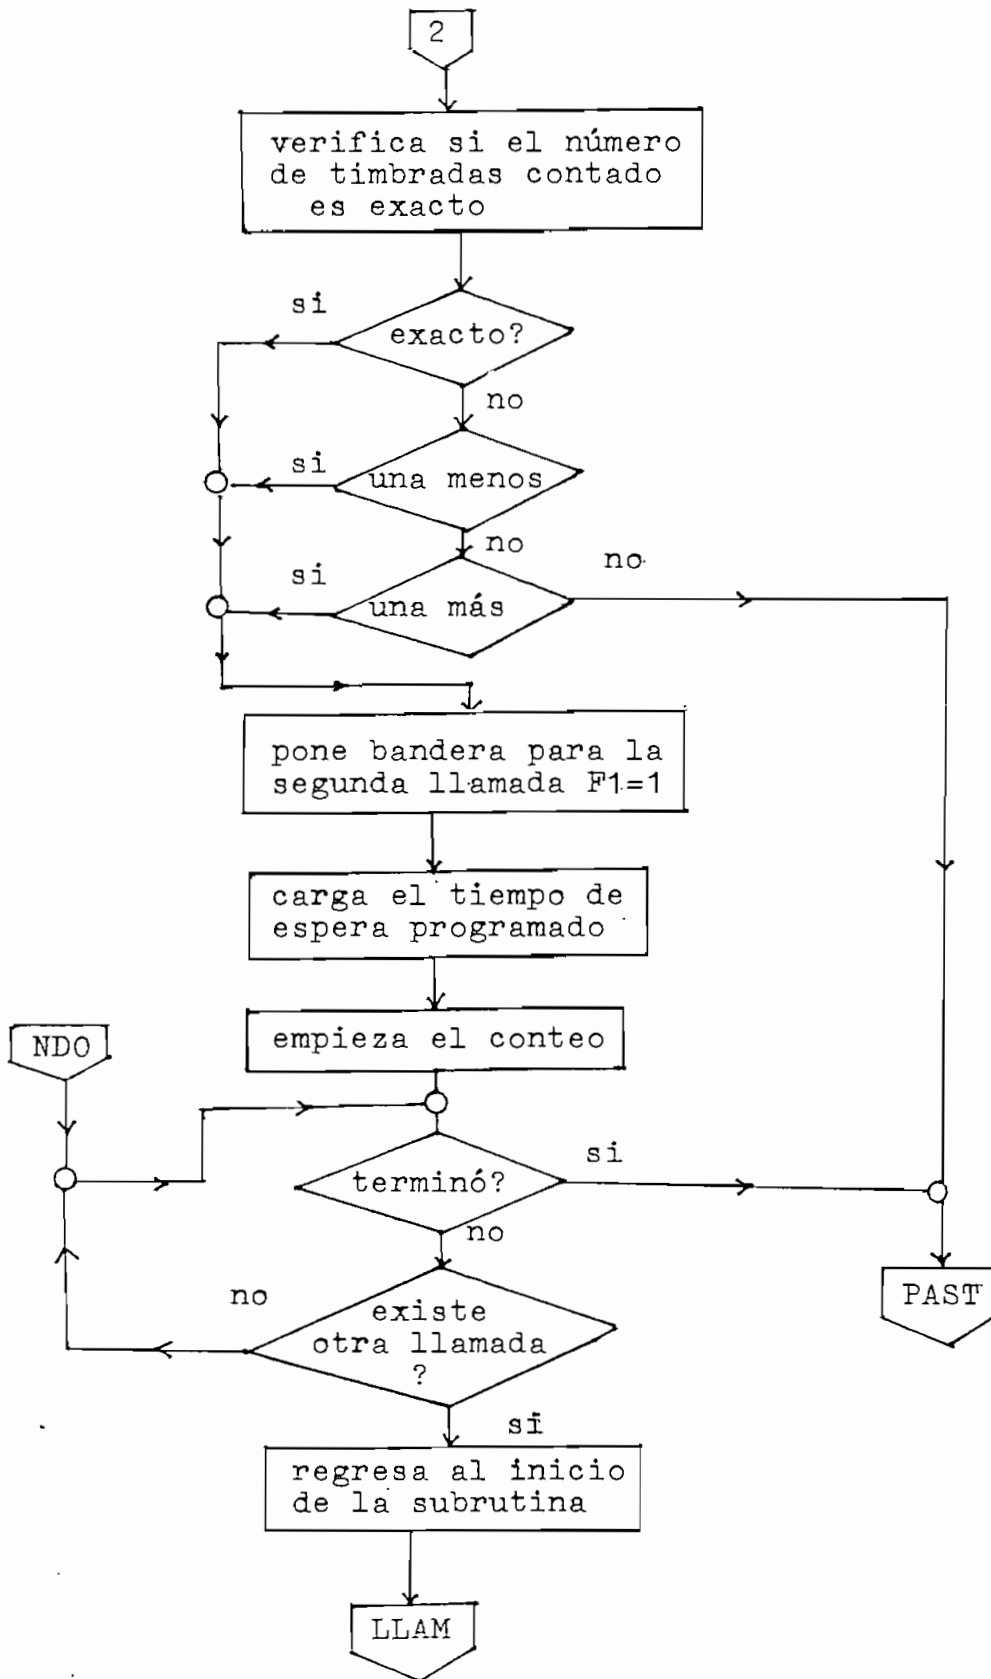 2
verifica si el número
de timbradas contado
es exacto
si
exacto?
no
si
una menos
no
no
si
una más
pone bandera para la
segunda llamada F1=1
carga el tiempo de
espera programado
empieza el conteo
NDO
si
terminó?
no
no
existe
otra llamada
?
PAST
si
regresa al inicio
de la subrutina
LLAM